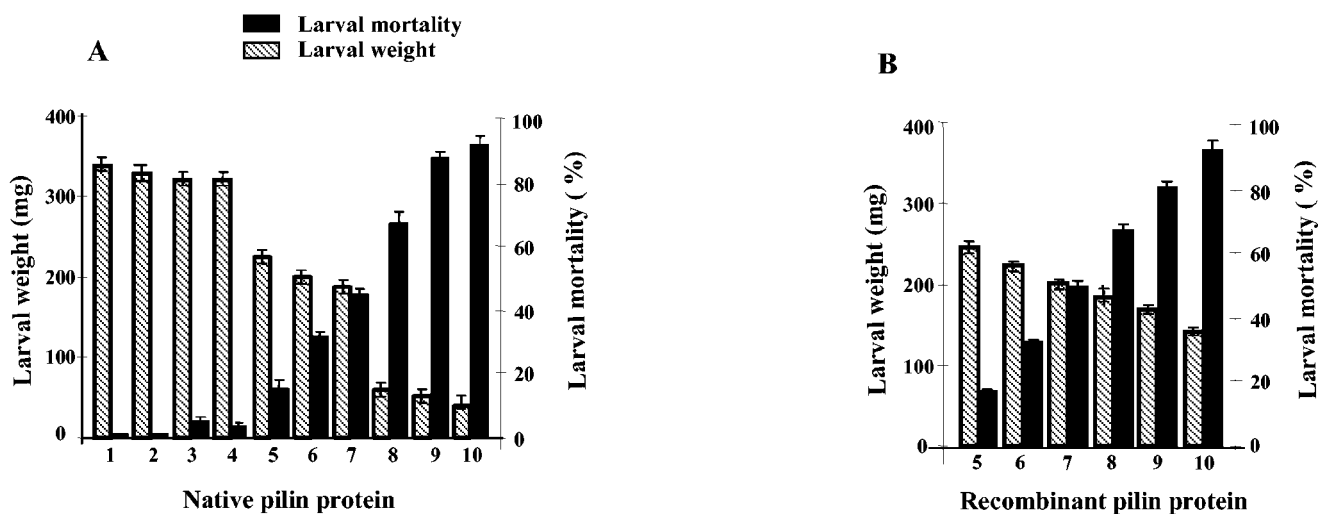 Larval mortality
Larval weight
A
B
Larval weight (mg)
400
300
200
100
0
100
80
60
40
20
0
Larval mortality ( %)
1 2 3 4 5 6 7 8 9 10
Native pilin protein
Larval weight (mg)
400
300
200
100
0
100
80
60
40
20
0
Larval mortality ( %)
5 6 7 8 9 10
Recombinant pilin protein